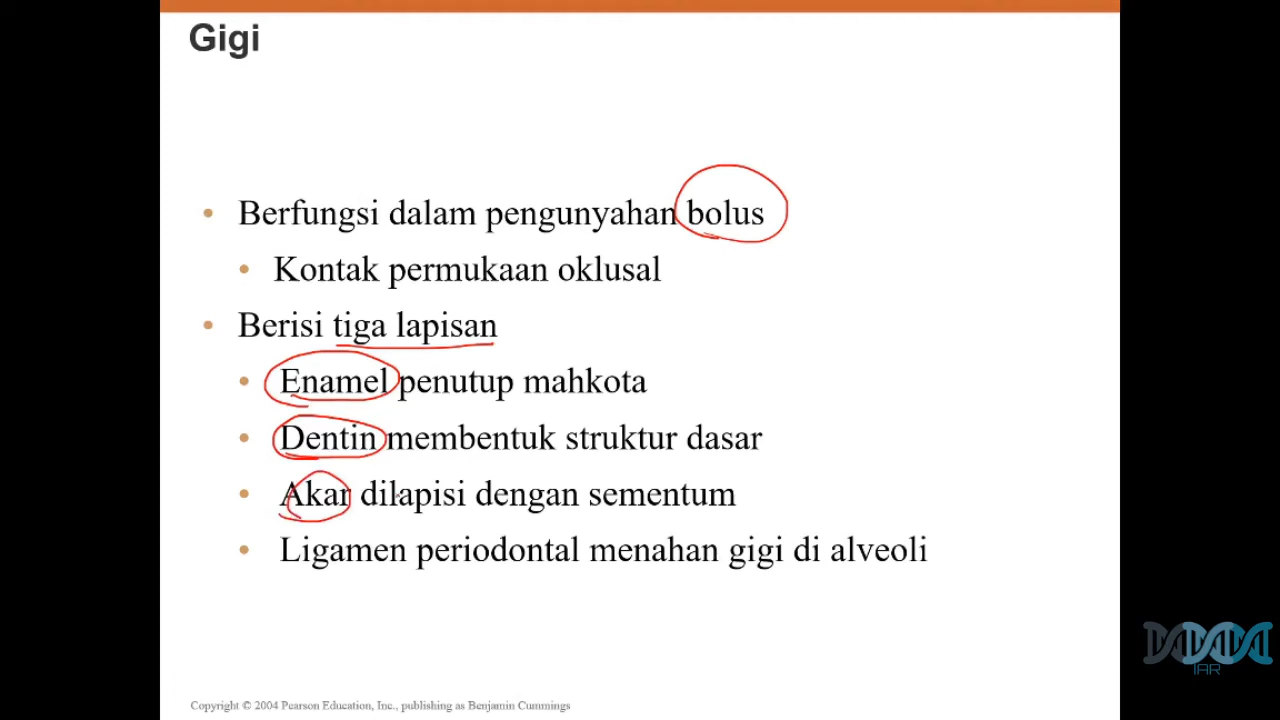 Gigi
• Berfungsi dalam pengunyahan bolus
• Kontak permukaan oklusal
• Berisi tiga lapisan
• Enamel penutup mahkota
• Dentin membentuk struktur dasar
• Akar dilapisi dengan sementum
• Ligamen periodontal menahan gigi di alveoli
Copyright © 2004 Pearson Education, Inc., publishing as Benjamin Cummings
IAR